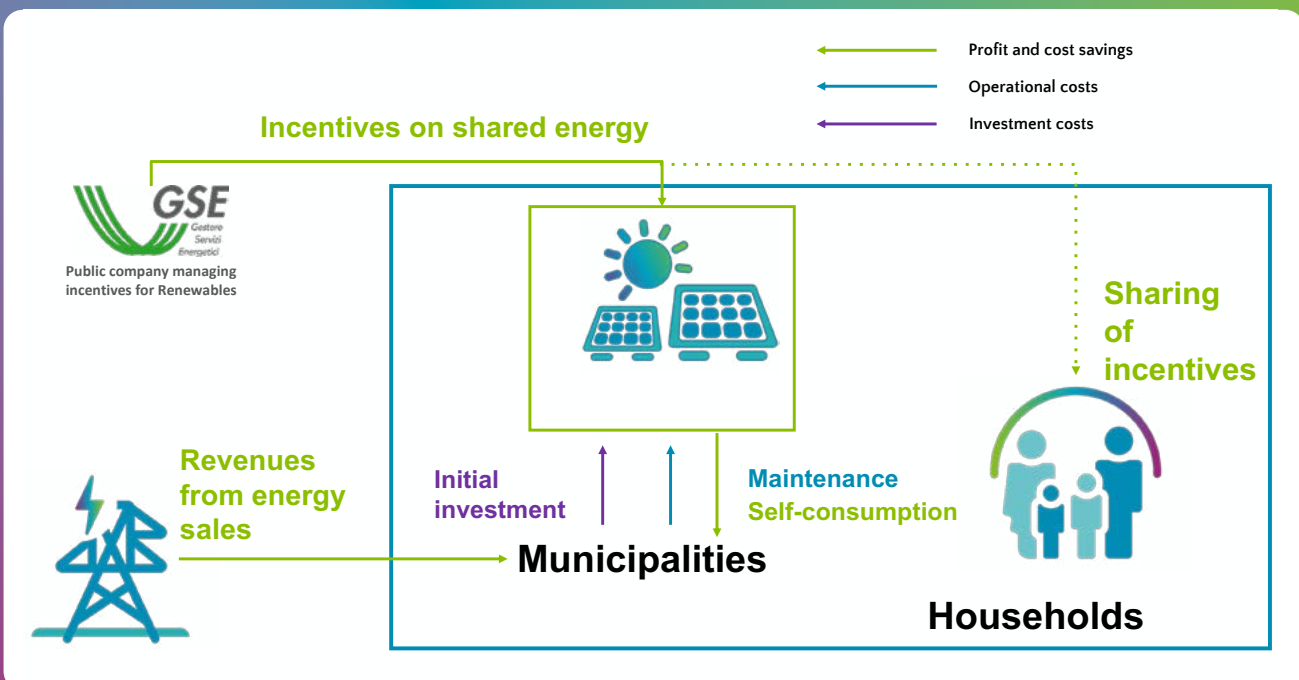 Profit and cost savings
Operational costs
Investment costs
Incentives on shared energy
GSE
Gestore
Servizi
Energetici
Public company managing
incentives for Renewables
Sharing
of
incentives
Revenues
from energy
sales
Initial
investment
Maintenance
Self-consumption
Municipalities
Households